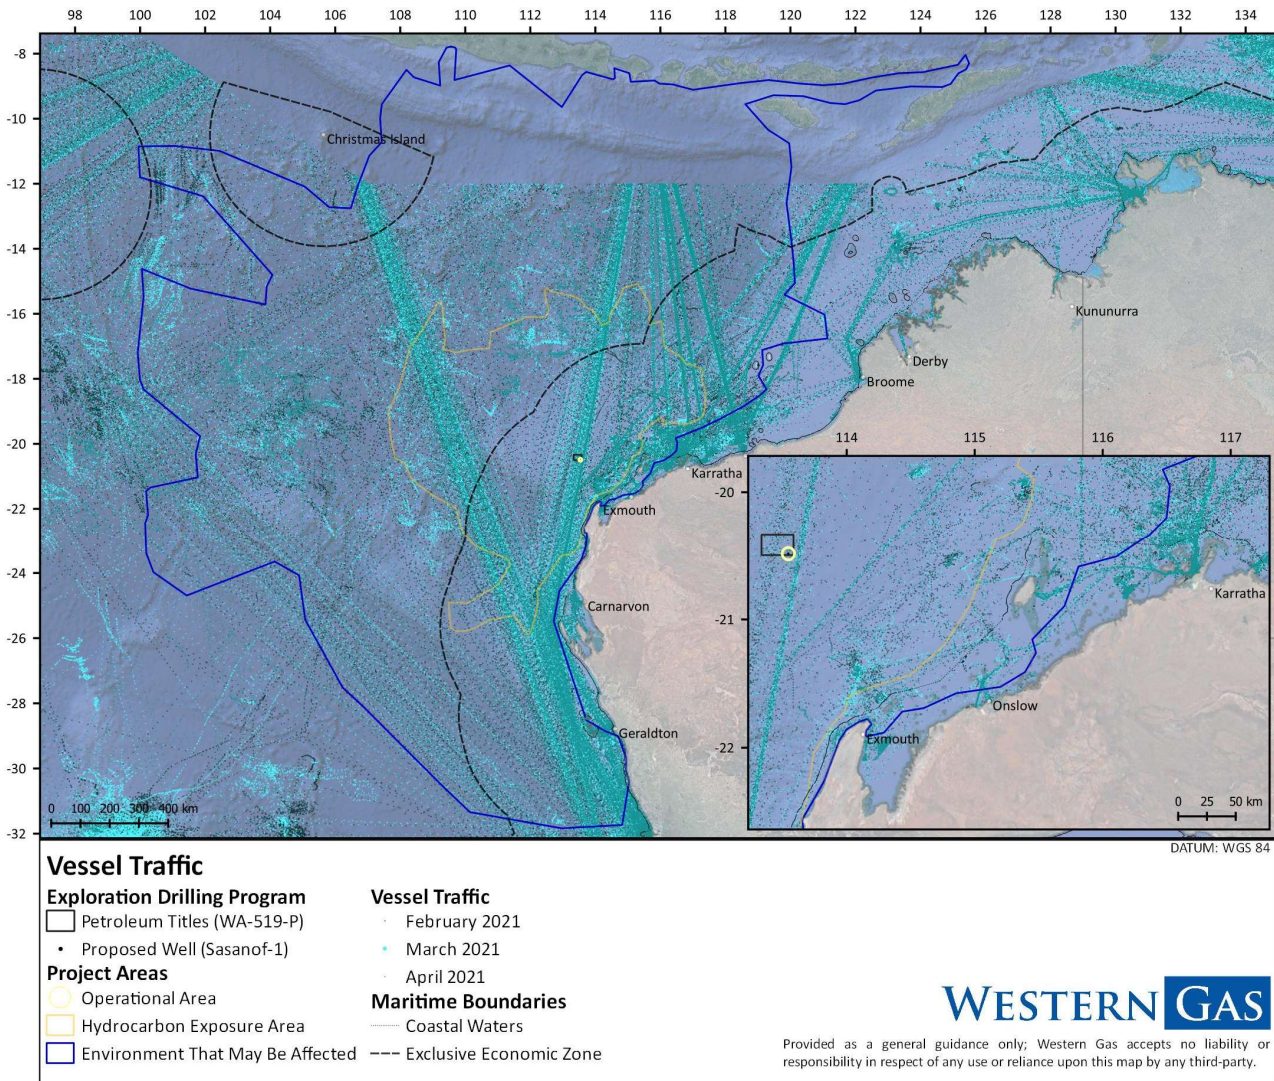 98 100 102 104 106 108 110 112 114 116 118 120 122 124 126 128 130 132 134
-8
-10
Christmas Island
-12
-14
-16
Kununurra
Derby
-18
Broome
-20
Karratha
-22
Exmouth
-24
Carnarvon
-26
-28
Geraldton
-30
-32
0 100 200 300 400 km
114 115 116 117
-20
-21
-22
Karratha
Onslow
Exmouth
0 25 50 km
DATUM: WGS 84
Vessel Traffic
Exploration Drilling Program
Petroleum Titles (WA-519-P)
Proposed Well (Sasanof-1)
Project Areas
Operational Area
Hydrocarbon Exposure Area
Environment That May Be Affected
Vessel Traffic
February 2021
March 2021
April 2021
Maritime Boundaries
Coastal Waters
Exclusive Economic Zone
WESTERN GAS
Provided as a general guidance only; Western Gas accepts no liability or
responsibility in respect of any use or reliance upon this map by any third-party.